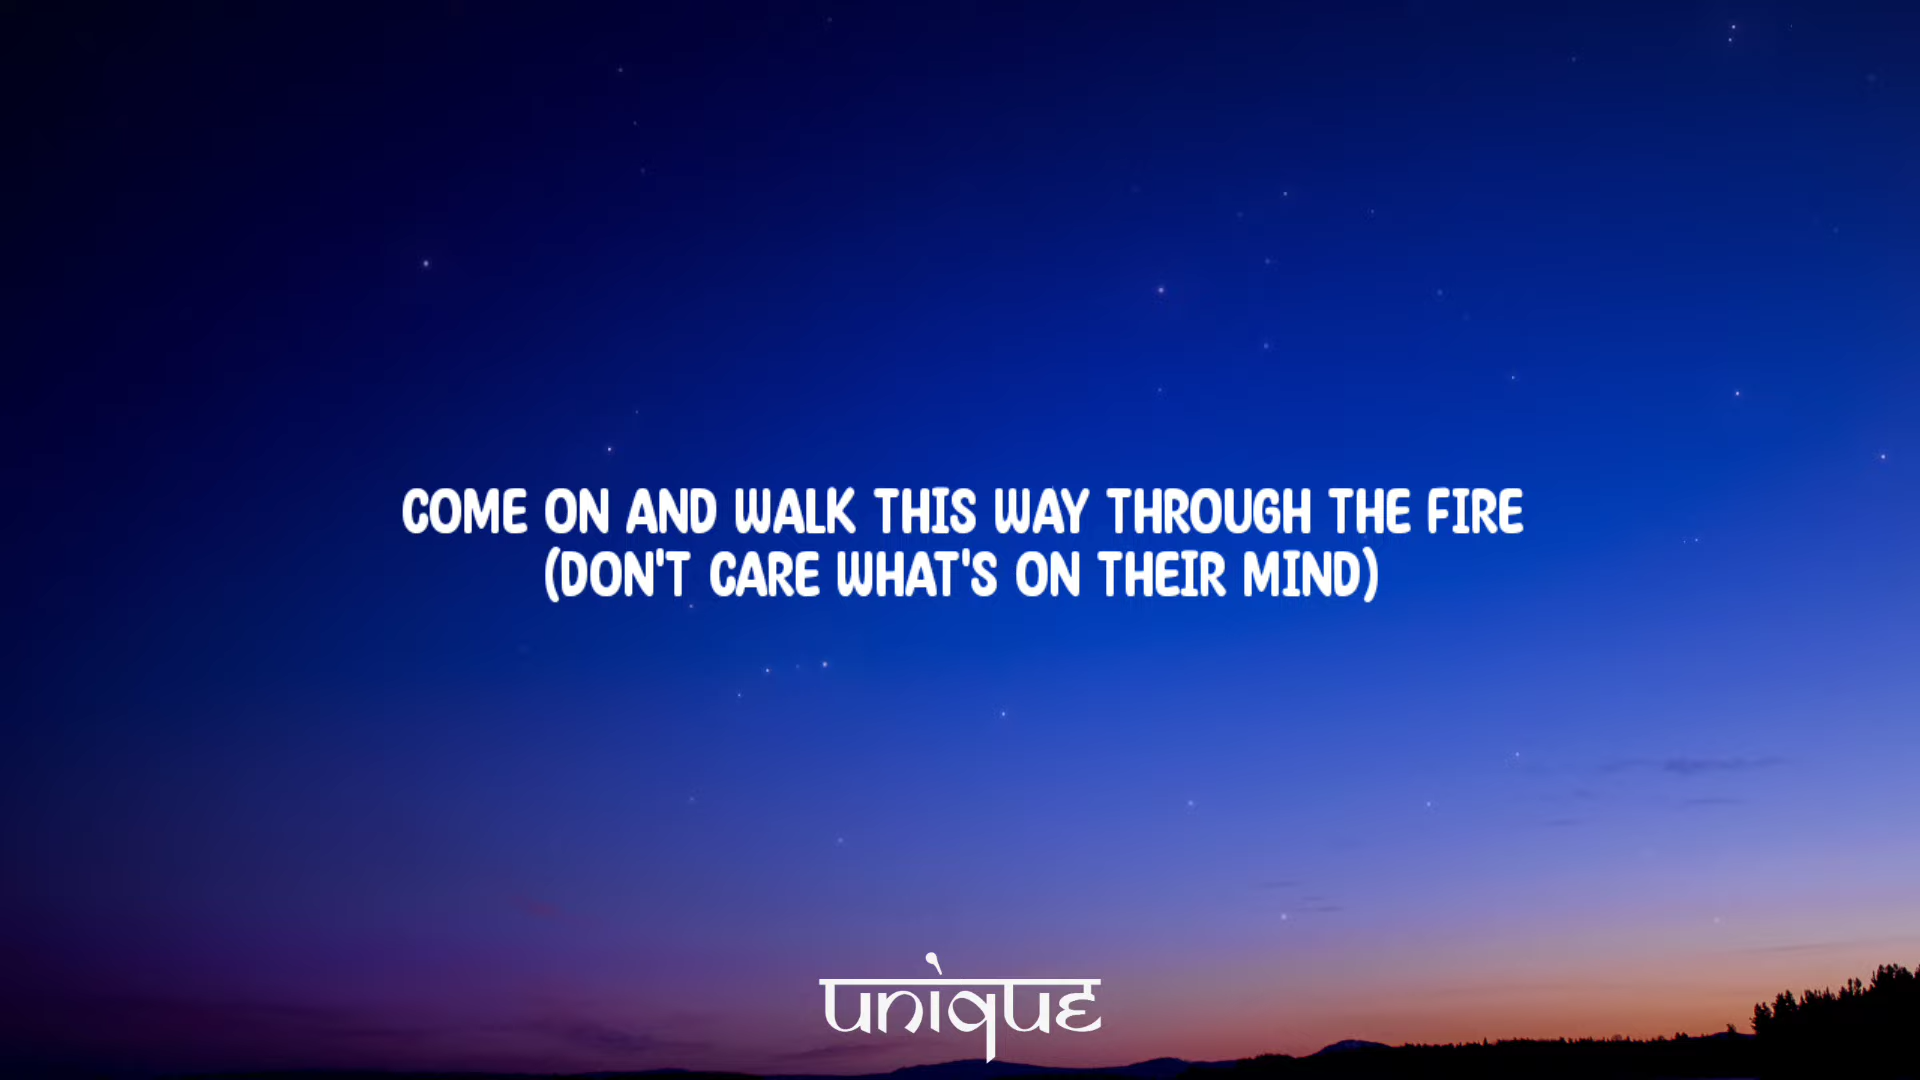 COME ON AND WALK THIS WAY THROUGH THE FIRE
(DON'T CARE WHAT'S ON THEIR MIND)
unique